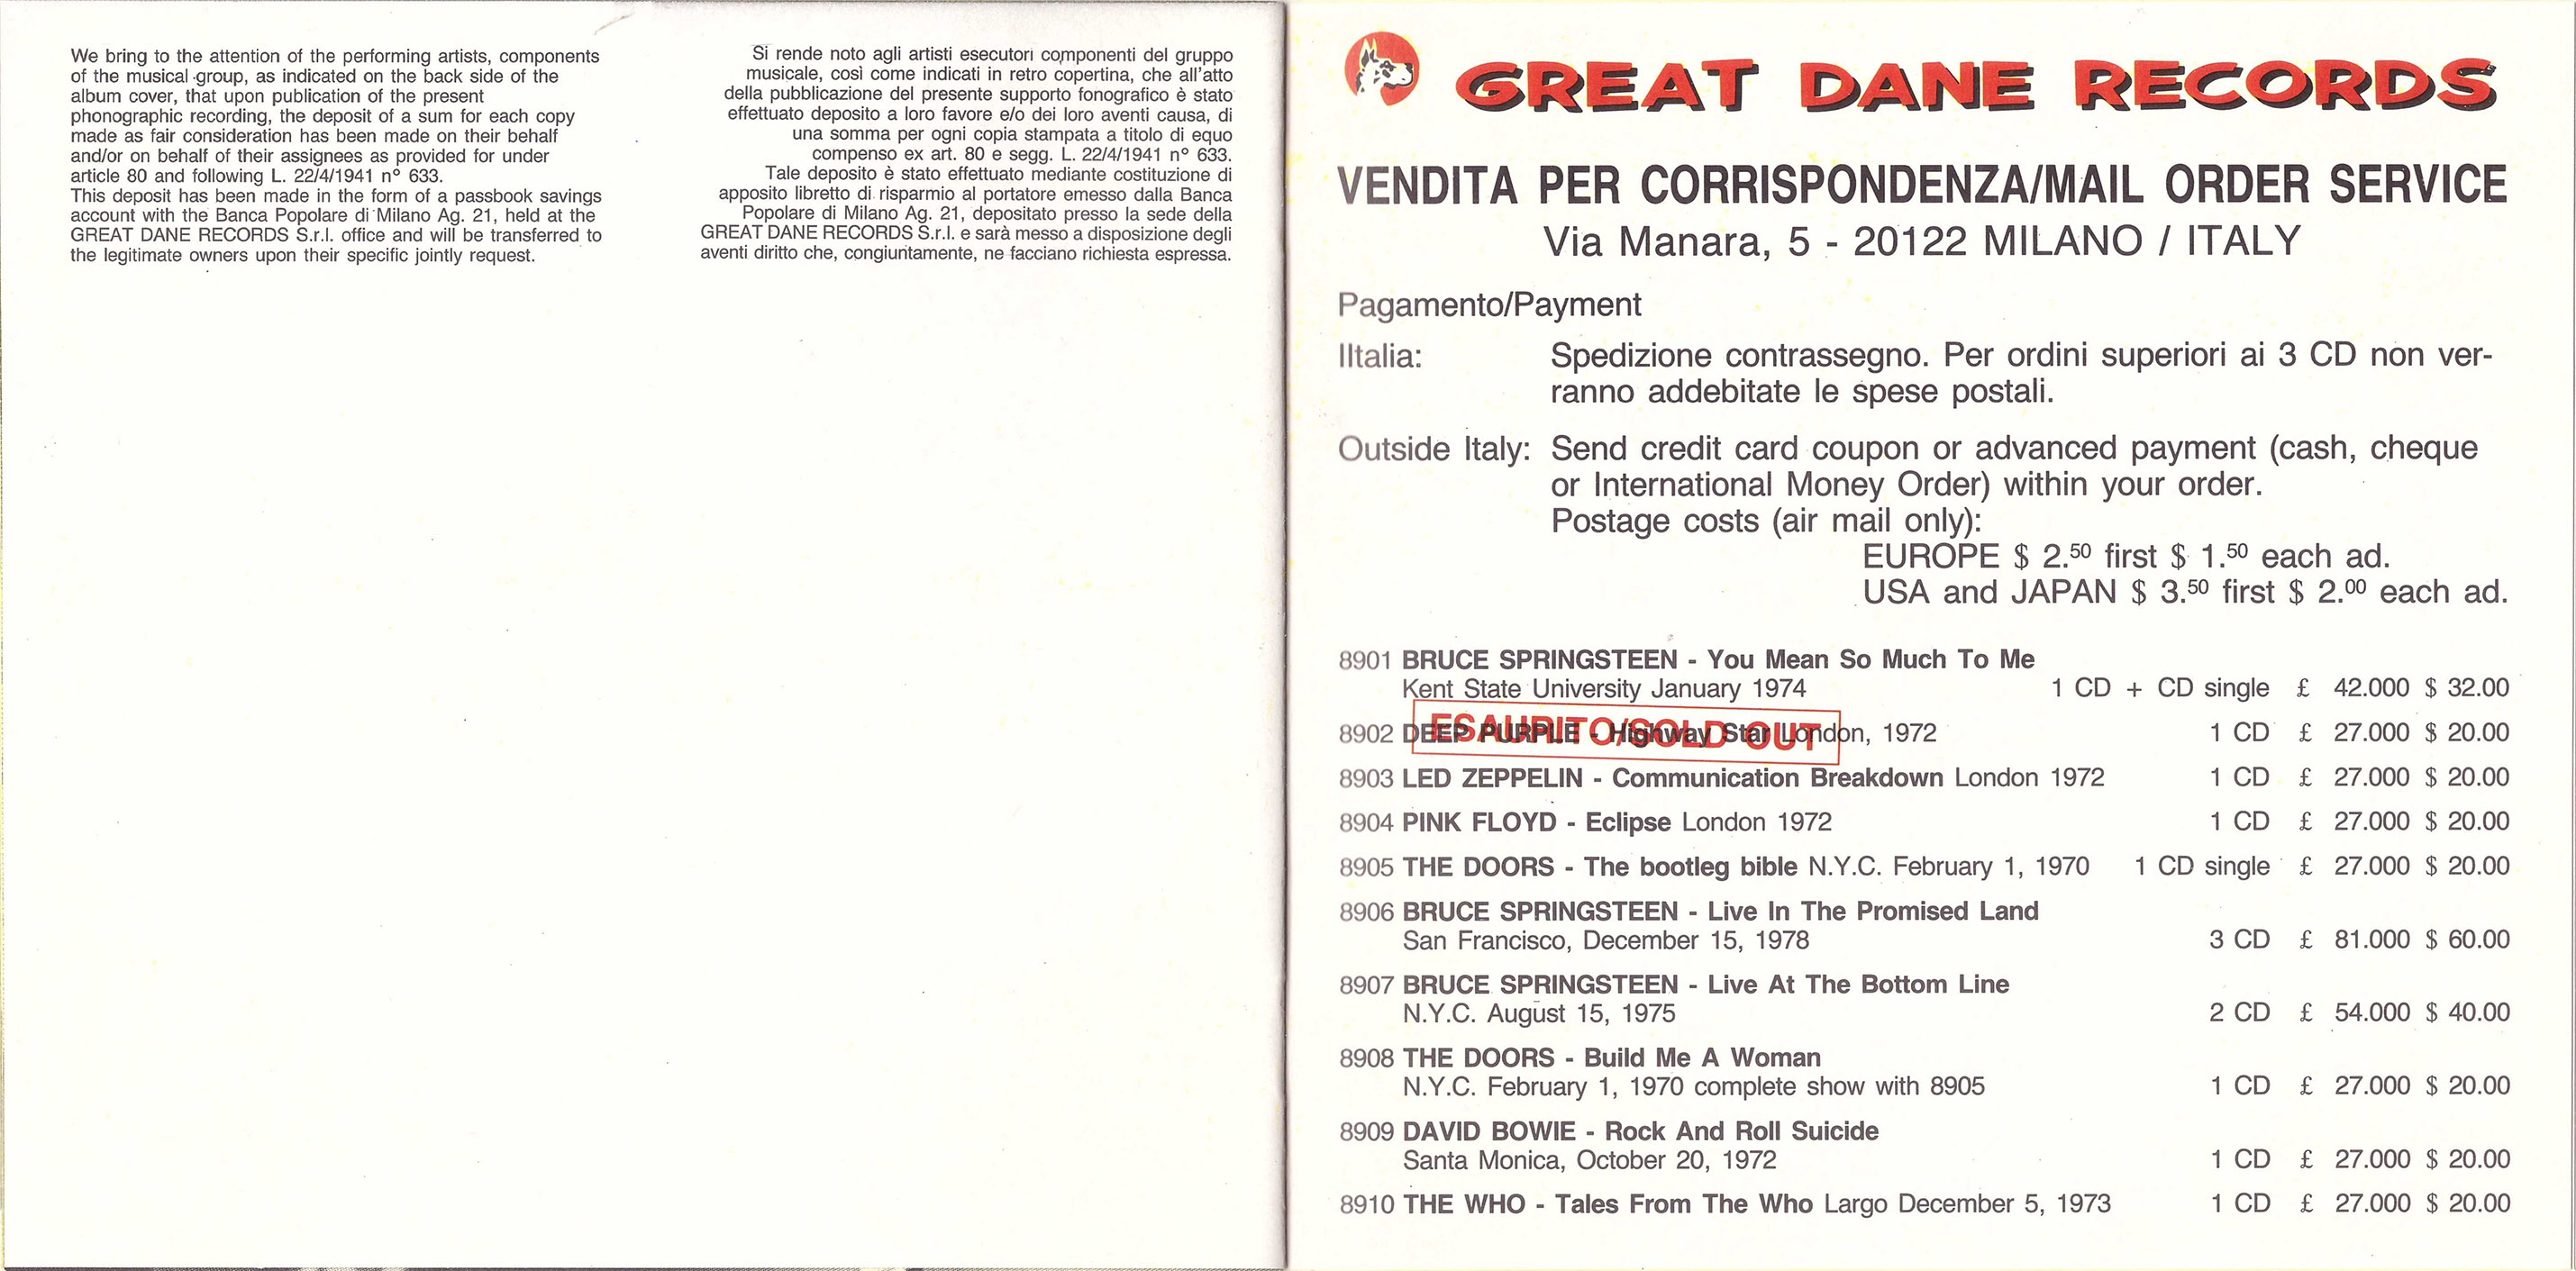 We bring to the attention of the performing artists, components
of the musical group, as indicated on the back side of the
album cover, that upon publication of the present
phonographic recording, the deposit of a sum for each copy
made as fair consideration has been made on their behalf
and/or on behalf of their assignees as provided for under
article 80 and following L. 22/4/1941 n° 633.
This deposit has been made in the form of a passbook savings
account with the Banca Popolare di Milano Ag. 21, held at the
GREAT DANE RECORDS S.r.l. office and will be transferred to
the legitimate owners upon their specific jointly request.
Si rende noto agli artisti esecutori componenti del gruppo
musicale, così come indicati in retro copertina, che all'atto
della pubblicazione del presente supporto fonografico è stato
effettuato deposito a loro favore e/o dei loro aventi causa, di
una somma per ogni copia stampata a titolo di equo
compenso ex art. 80 e segg. L. 22/4/1941 n° 633.
Tale deposito è stato effettuato mediante costituzione di
apposito libretto di risparmio al portatore emesso dalla Banca
Popolare di Milano Ag. 21, depositato presso la sede della
GREAT DANE RECORDS S.r.l. e sarà messo a disposizione degli
aventi diritto che, congiuntamente, ne facciano richiesta espressa.
GREAT DANE RECORDS
VENDITA PER CORRISPONDENZA/MAIL ORDER SERVICE
Via Manara, 5 - 20122 MILANO / ITALY
Pagamento/Payment
IItalia: Spedizione contrassegno. Per ordini superiori ai 3 CD non ver-
ranno addebitate le spese postali.
Outside Italy: Send credit card coupon or advanced payment (cash, cheque
or International Money Order) within your order.
Postage costs (air mail only):
EUROPE $ 2.50 first $ 1.50 each ad.
USA and JAPAN $ 3.50 first $ 2.00 each ad.
8901 BRUCE SPRINGSTEEN - You Mean So Much To Me
Kent State University January 1974 1 CD + CD single £ 42.000 $ 32.00
ESAURITO/SOLD OUT
8902 DEEP PURPLE - Highway Star London, 1972 1 CD £ 27.000 $ 20.00
8903 LED ZEPPELIN - Communication Breakdown London 1972 1 CD £ 27.000 $ 20.00
8904 PINK FLOYD - Eclipse London 1972 1 CD £ 27.000 $ 20.00
8905 THE DOORS - The bootleg bible N.Y.C. February 1, 1970 1 CD single £ 27.000 $ 20.00
8906 BRUCE SPRINGSTEEN - Live In The Promised Land
San Francisco, December 15, 1978 3 CD £ 81.000 $ 60.00
8907 BRUCE SPRINGSTEEN - Live At The Bottom Line
N.Y.C. August 15, 1975 2 CD £ 54.000 $ 40.00
8908 THE DOORS - Build Me A Woman
N.Y.C. February 1, 1970 complete show with 8905 1 CD £ 27.000 $ 20.00
8909 DAVID BOWIE - Rock And Roll Suicide
Santa Monica, October 20, 1972 1 CD £ 27.000 $ 20.00
8910 THE WHO - Tales From The Who Largo December 5, 1973 1 CD £ 27.000 $ 20.00